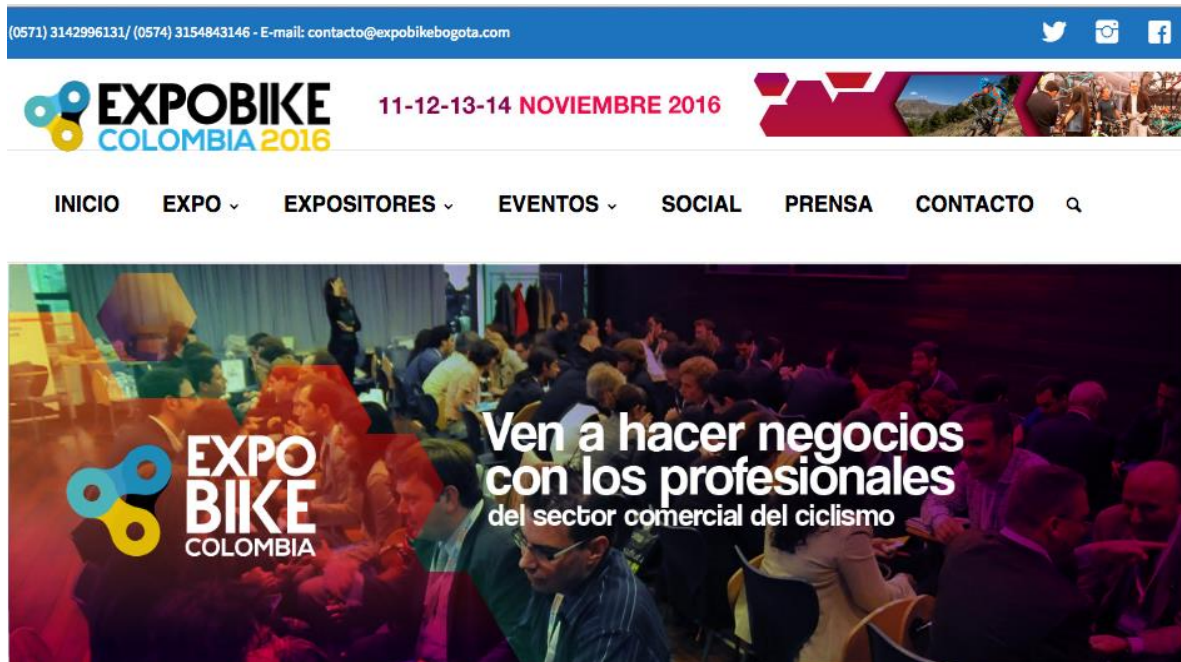 (0571) 3142996131/ (0574) 3154843146 - E-mail: contacto@expobikebogota.com
EXPOBIKE
COLOMBIA 2016
11-12-13-14 NOVIEMBRE 2016
INICIO EXPO EXPOSITORES EVENTOS SOCIAL PRENSA CONTACTO
EXPO
BIKE
COLOMBIA
Ven a hacer negocios
con los profesionales
del sector comercial del ciclismo